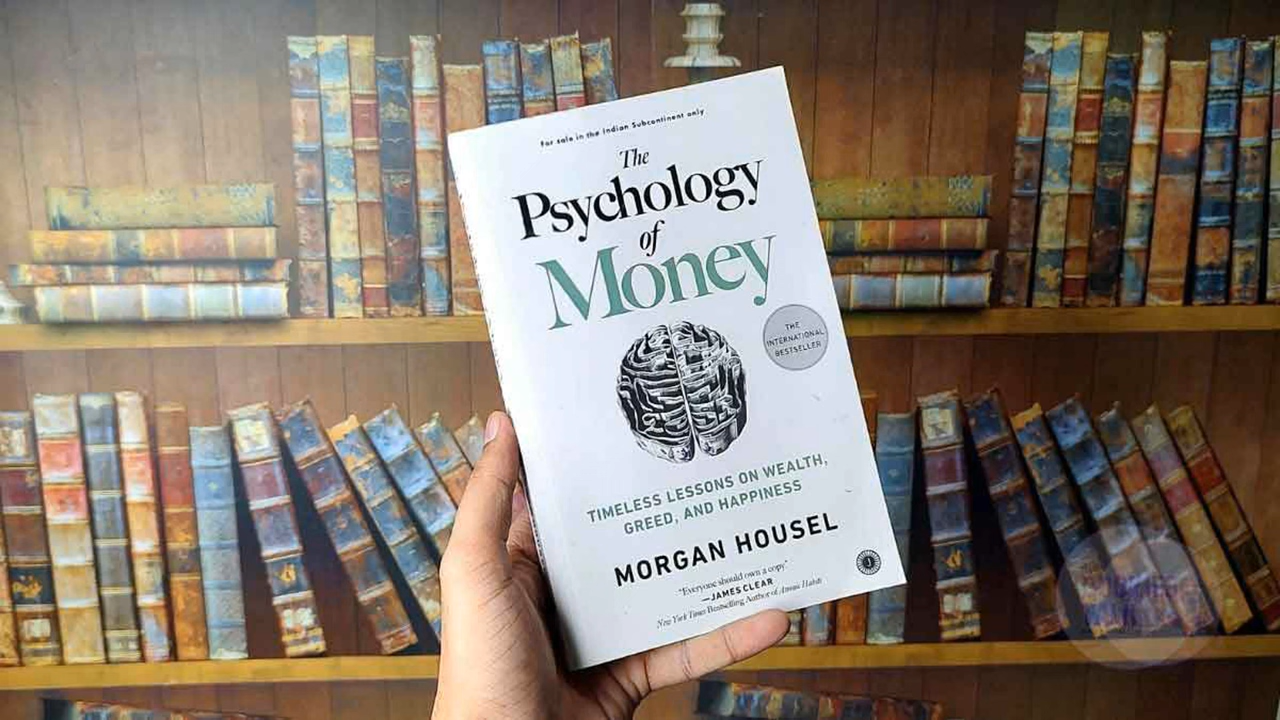 For sale in the Indian Subcontinent only
The
Psychology
of
Money
THE
INTERNATIONAL
BESTSELLER
TIMELESS LESSONS ON WEALTH,
GREED, AND HAPPINESS
MORGAN HOUSEL
"Everyone should own a copy"
—JAMES CLEAR
New York Times Bestselling Author of Atomic Habits